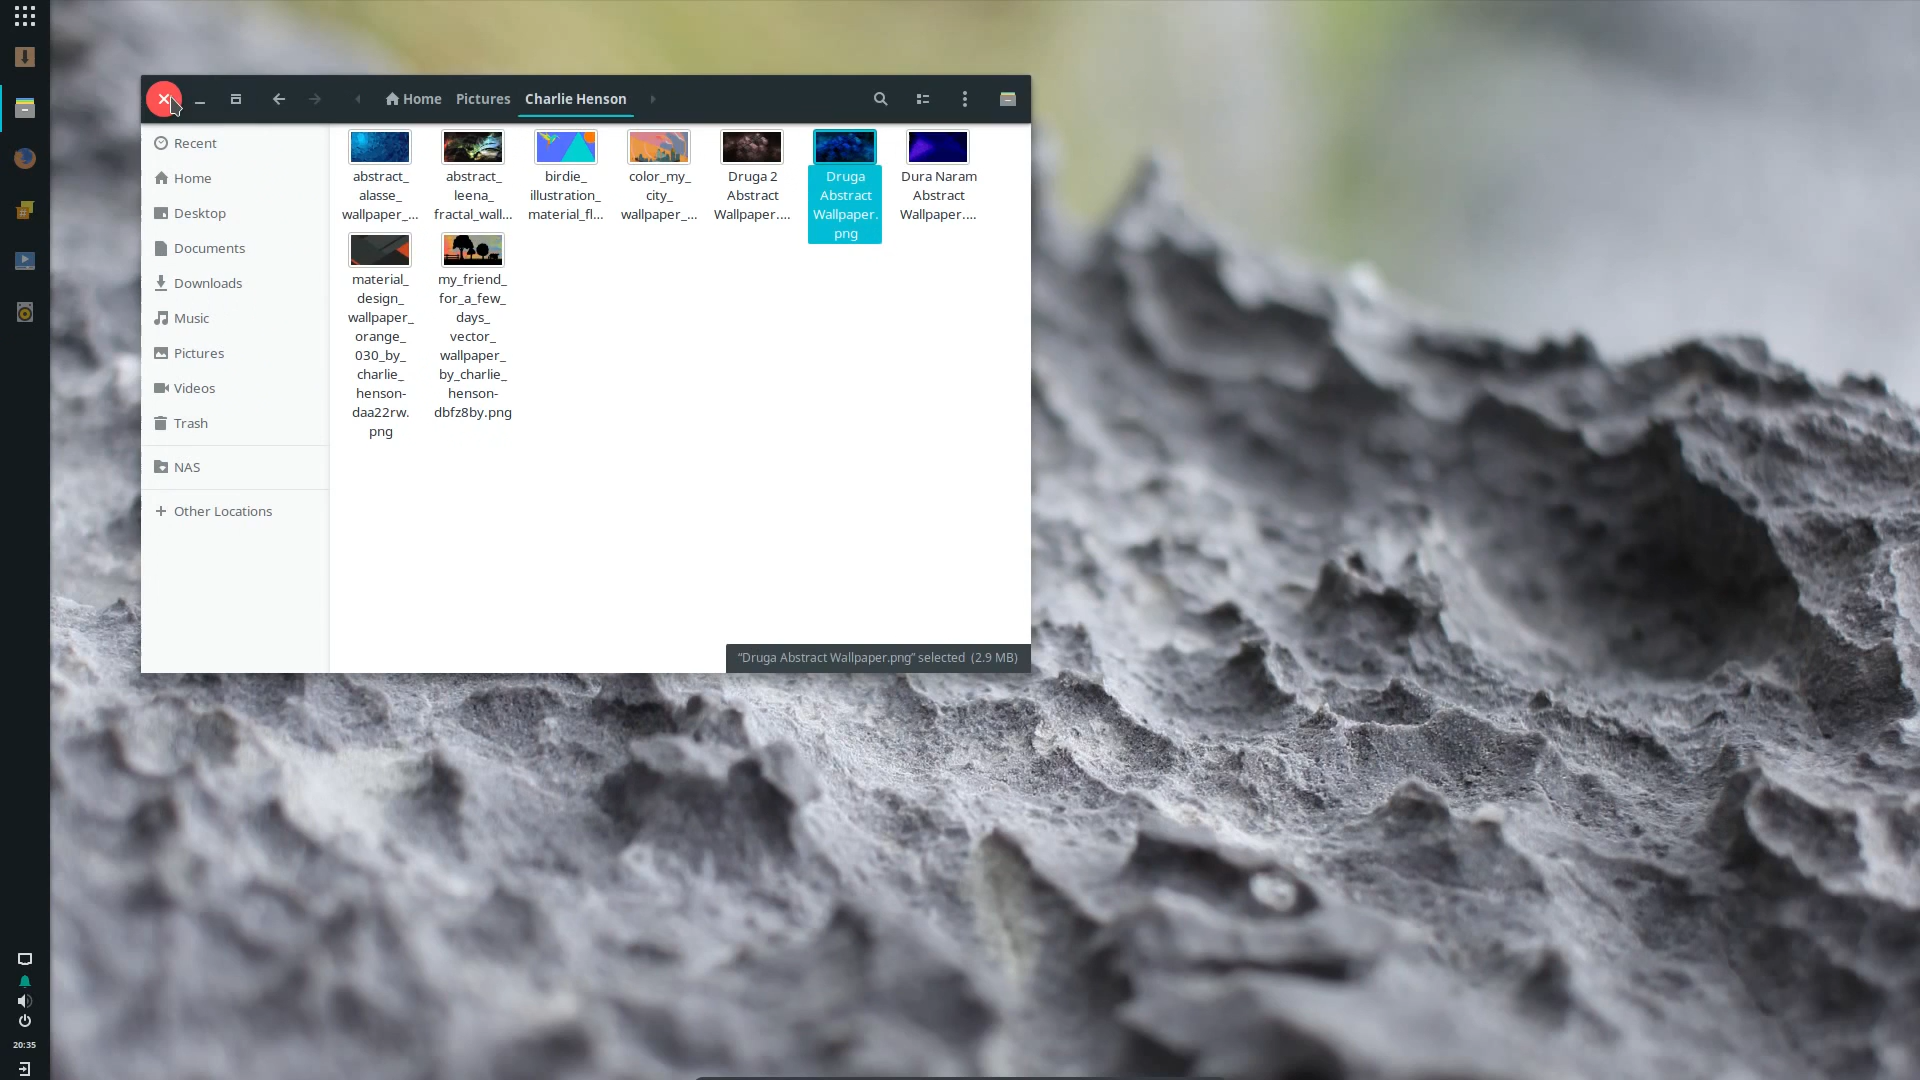 Home Pictures Charlie Henson
Recent
Home
Desktop
Documents
Downloads
Music
Pictures
Videos
Trash
NAS
Other Locations
abstract_
alasse_
wallpaper_...
abstract_
leena_
fractal_wall...
birdie_
illustration_
material_fl...
color_my_
city_
wallpaper_...
Druga 2
Abstract
Wallpaper....
Druga
Abstract
Wallpaper.
png
Dura Naram
Abstract
Wallpaper....
material_
design_
wallpaper_
orange_
030_by_
charlie_
henson-
daa22rw.
png
my_friend_
for_a_few_
days_
vector_
wallpaper_
by_charlie_
henson-
dbfz8by.png
“Druga Abstract Wallpaper.png” selected (2.9 MB)
20:35